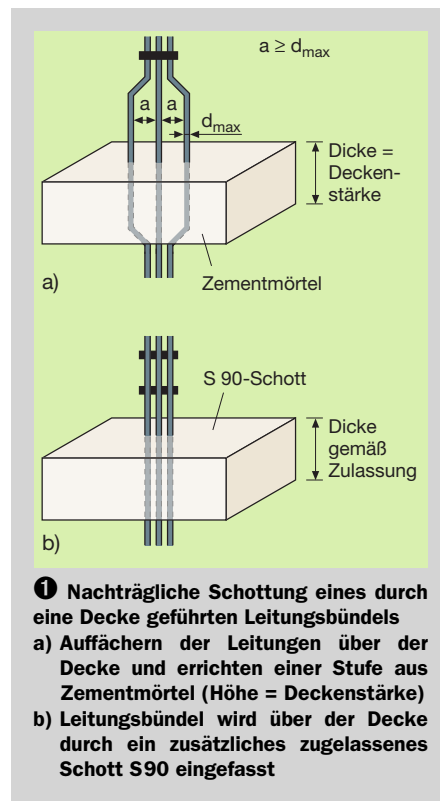 a ≥ dmax
a
a
dmax
Dicke =
Decken-
stärke
a)
Zementmörtel
S 90-Schott
Dicke
gemäß
Zulassung
b)
❶ Nachträgliche Schottung eines durch
eine Decke geführten Leitungsbündels
a) Auffächern der Leitungen über der
Decke und errichten einer Stufe aus
Zementmörtel (Höhe = Deckenstärke)
b) Leitungsbündel wird über der Decke
durch ein zusätzliches zugelassenes
Schott S90 eingefasst